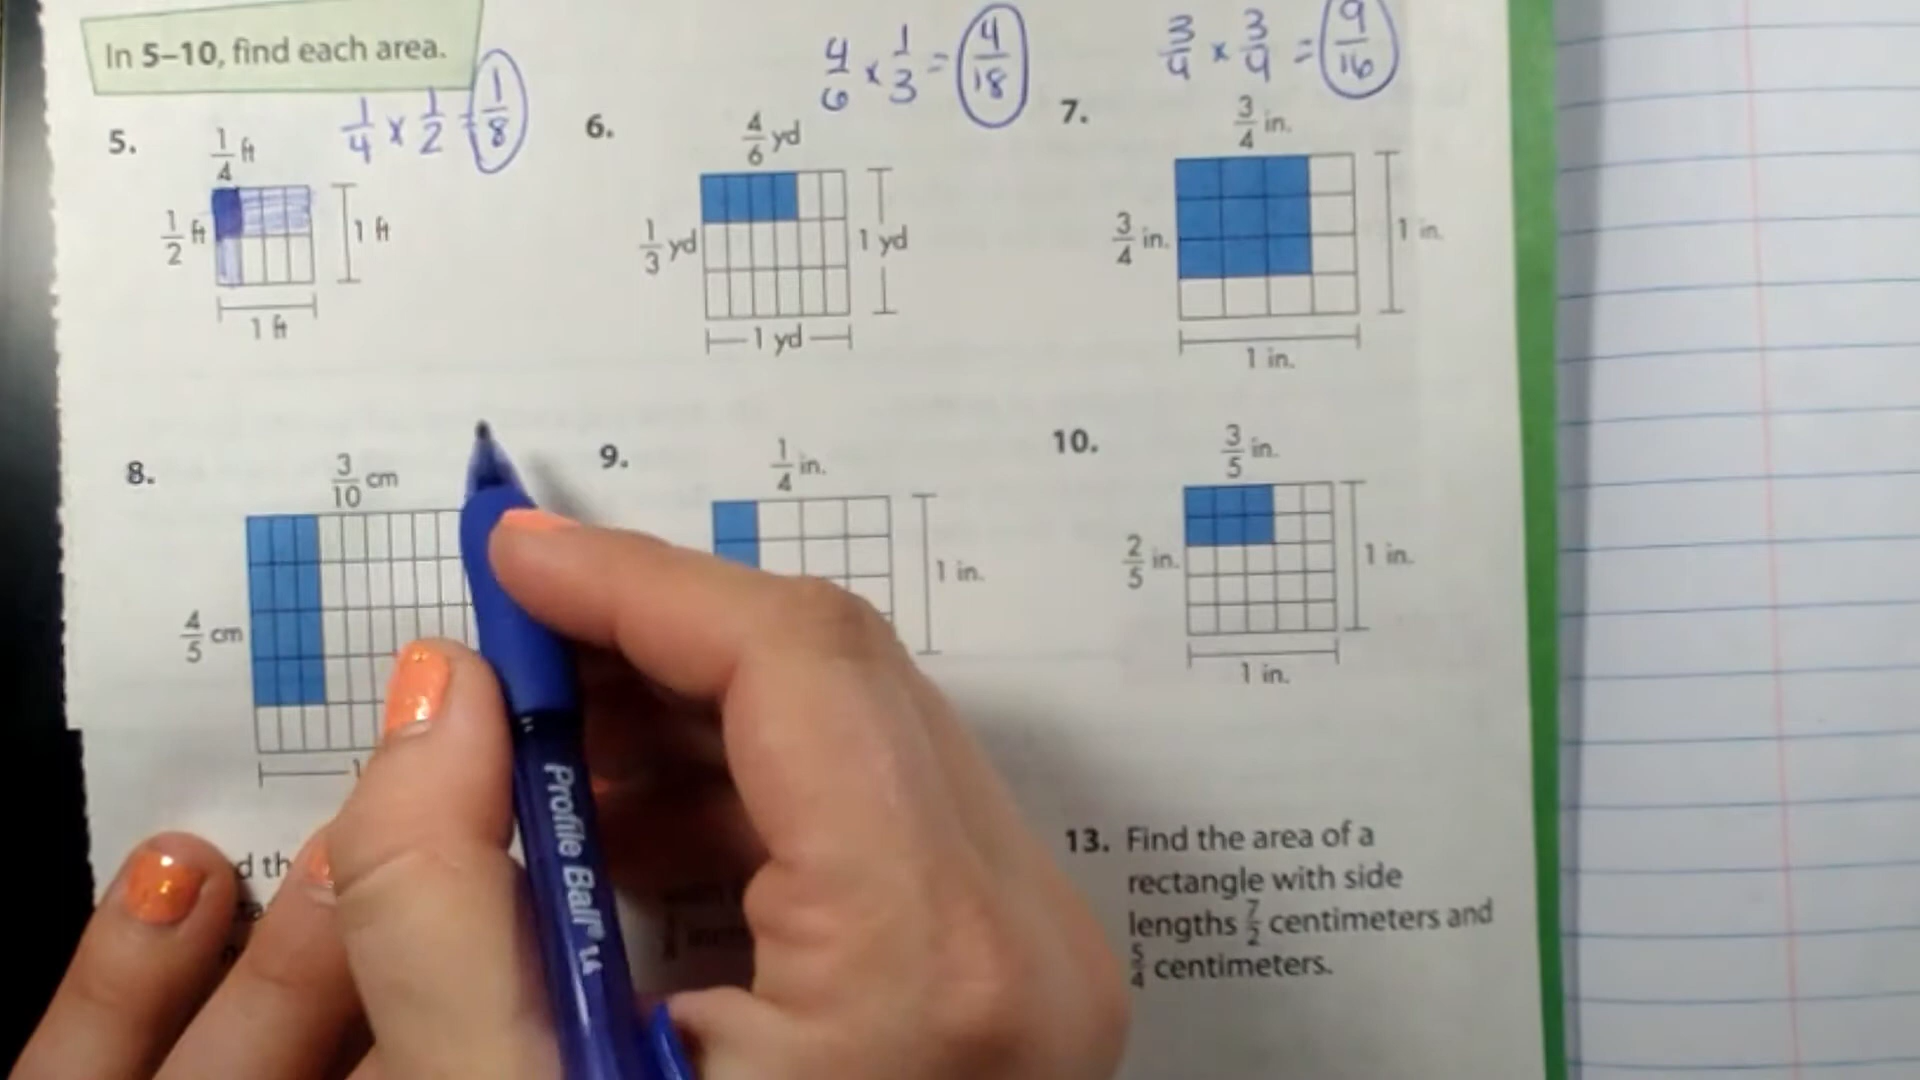 In 5–10, find each area.
5. 1/4 ft
1/4 × 1/2 = 1/8
1/2 ft
1 ft
1 ft
6. 4/6 yd
4/6 × 1/3 = 4/18
1/3 yd
1 yd
1 yd
7. 3/4 in.
3/4 × 3/4 = 9/16
3/4 in.
1 in.
1 in.
8. 3/10 cm
4/5 cm
1
9. 1/4 in.
1 in.
10. 3/5 in.
2/5 in.
1 in.
1 in.
d th
13. Find the area of a
rectangle with side
lengths 7/2 centimeters and
5/4 centimeters.
Profile Ball® 1.4